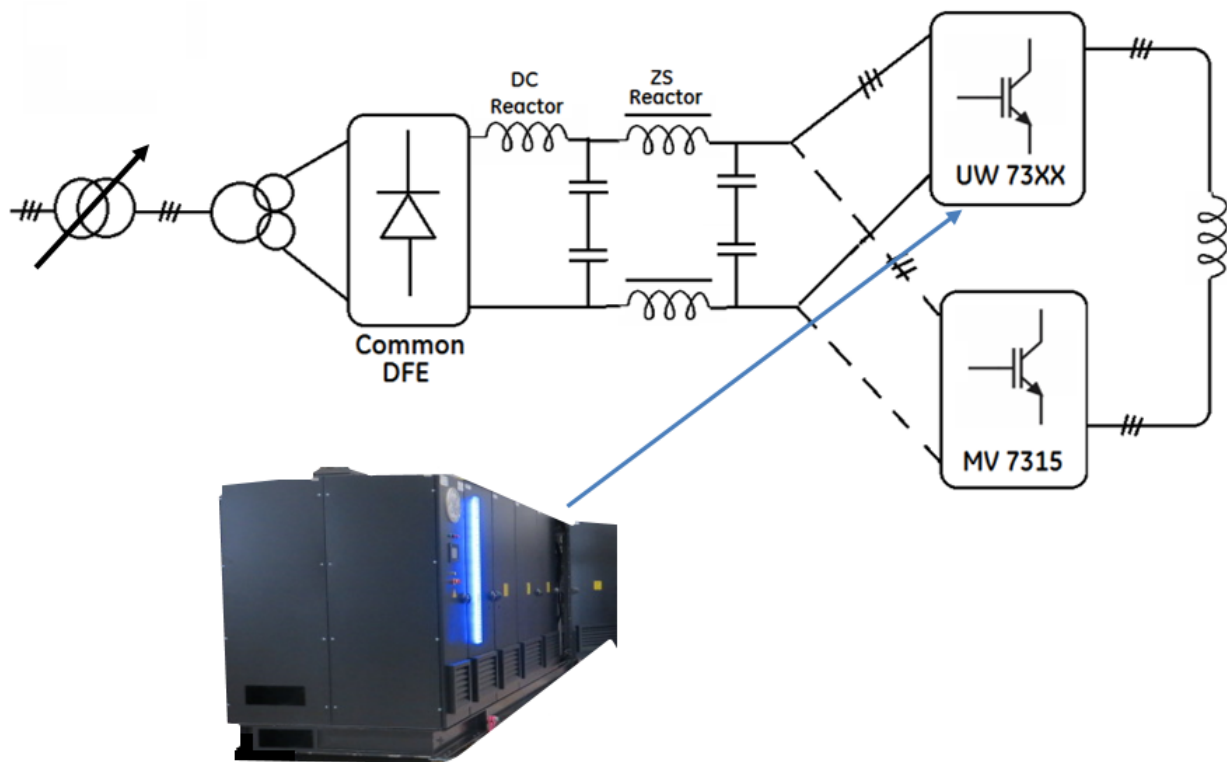 DC
Reactor
ZS
Reactor
Common
DFE
UW 73XX
MV 7315